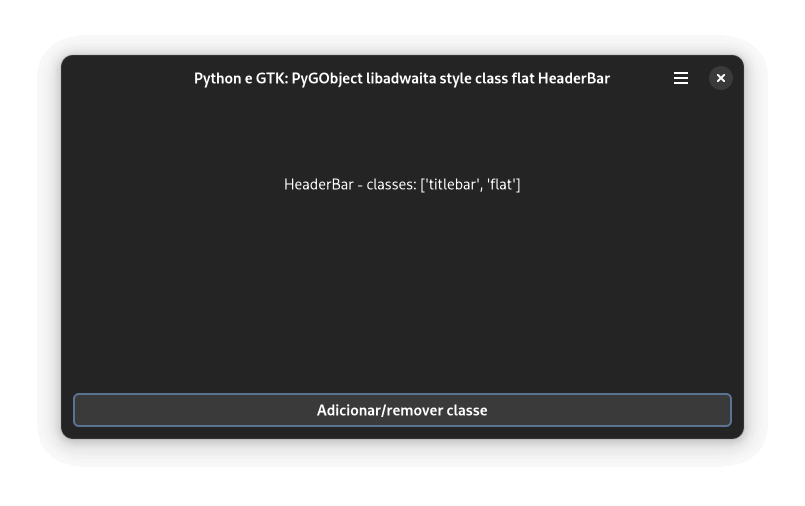 Python e GTK: PyGObject libadwaita style class flat HeaderBar
HeaderBar - classes: ['titlebar', 'flat']
Adicionar/remover classe